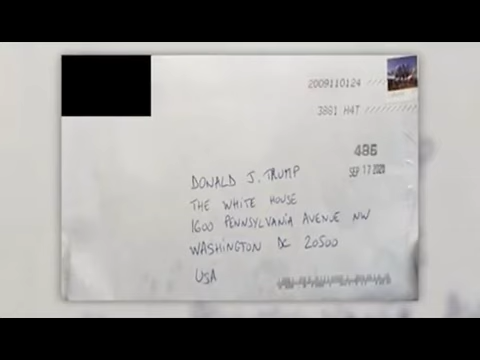 2009110124
3881 H4T
486
SEP 17 2020
DONALD J. TRUMP
THE WHITE HOUSE
1600 PENNSYLVANIA AVENUE NW
WASHINGTON DC 20500
USA